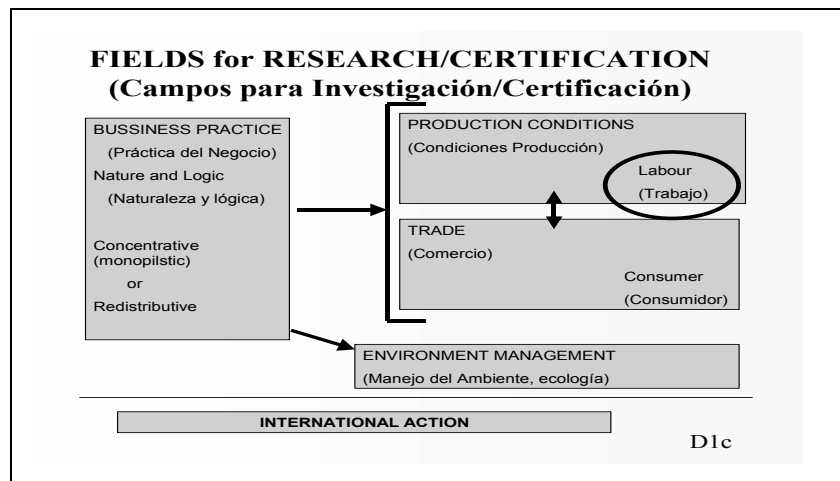 FIELDS for RESEARCH/CERTIFICATION
(Campos para Investigación/Certificación)
BUSSINESS PRACTICE
(Práctica del Negocio)
Nature and Logic
(Naturaleza y lógica)
Concentrative
(monopilstic)
or
Redistributive
PRODUCTION CONDITIONS
(Condiciones Producción)
Labour
(Trabajo)
TRADE
(Comercio)
Consumer
(Consumidor)
ENVIRONMENT MANAGEMENT
(Manejo del Ambiente, ecología)
INTERNATIONAL ACTION
D1c